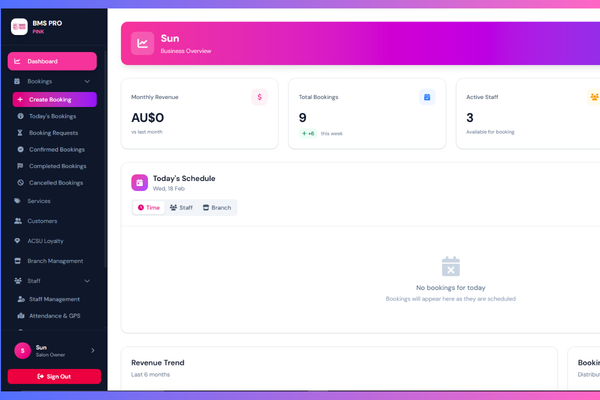 BMS PRO
PINK
Dashboard
Bookings
Create Booking
Today's Bookings
Booking Requests
Confirmed Bookings
Completed Bookings
Cancelled Bookings
Services
Customers
ACSU Loyalty
Branch Management
Staff
Staff Management
Attendance & GPS
S
Sun
Salon Owner
Sign Out
Sun
Business Overview
Monthly Revenue
AU$0
vs last month
Total Bookings
9
+6 this week
Active Staff
3
Available for booking
Today's Schedule
Wed, 18 Feb
Time Staff Branch
No bookings for today
Bookings will appear here as they are scheduled
Revenue Trend
Last 6 months